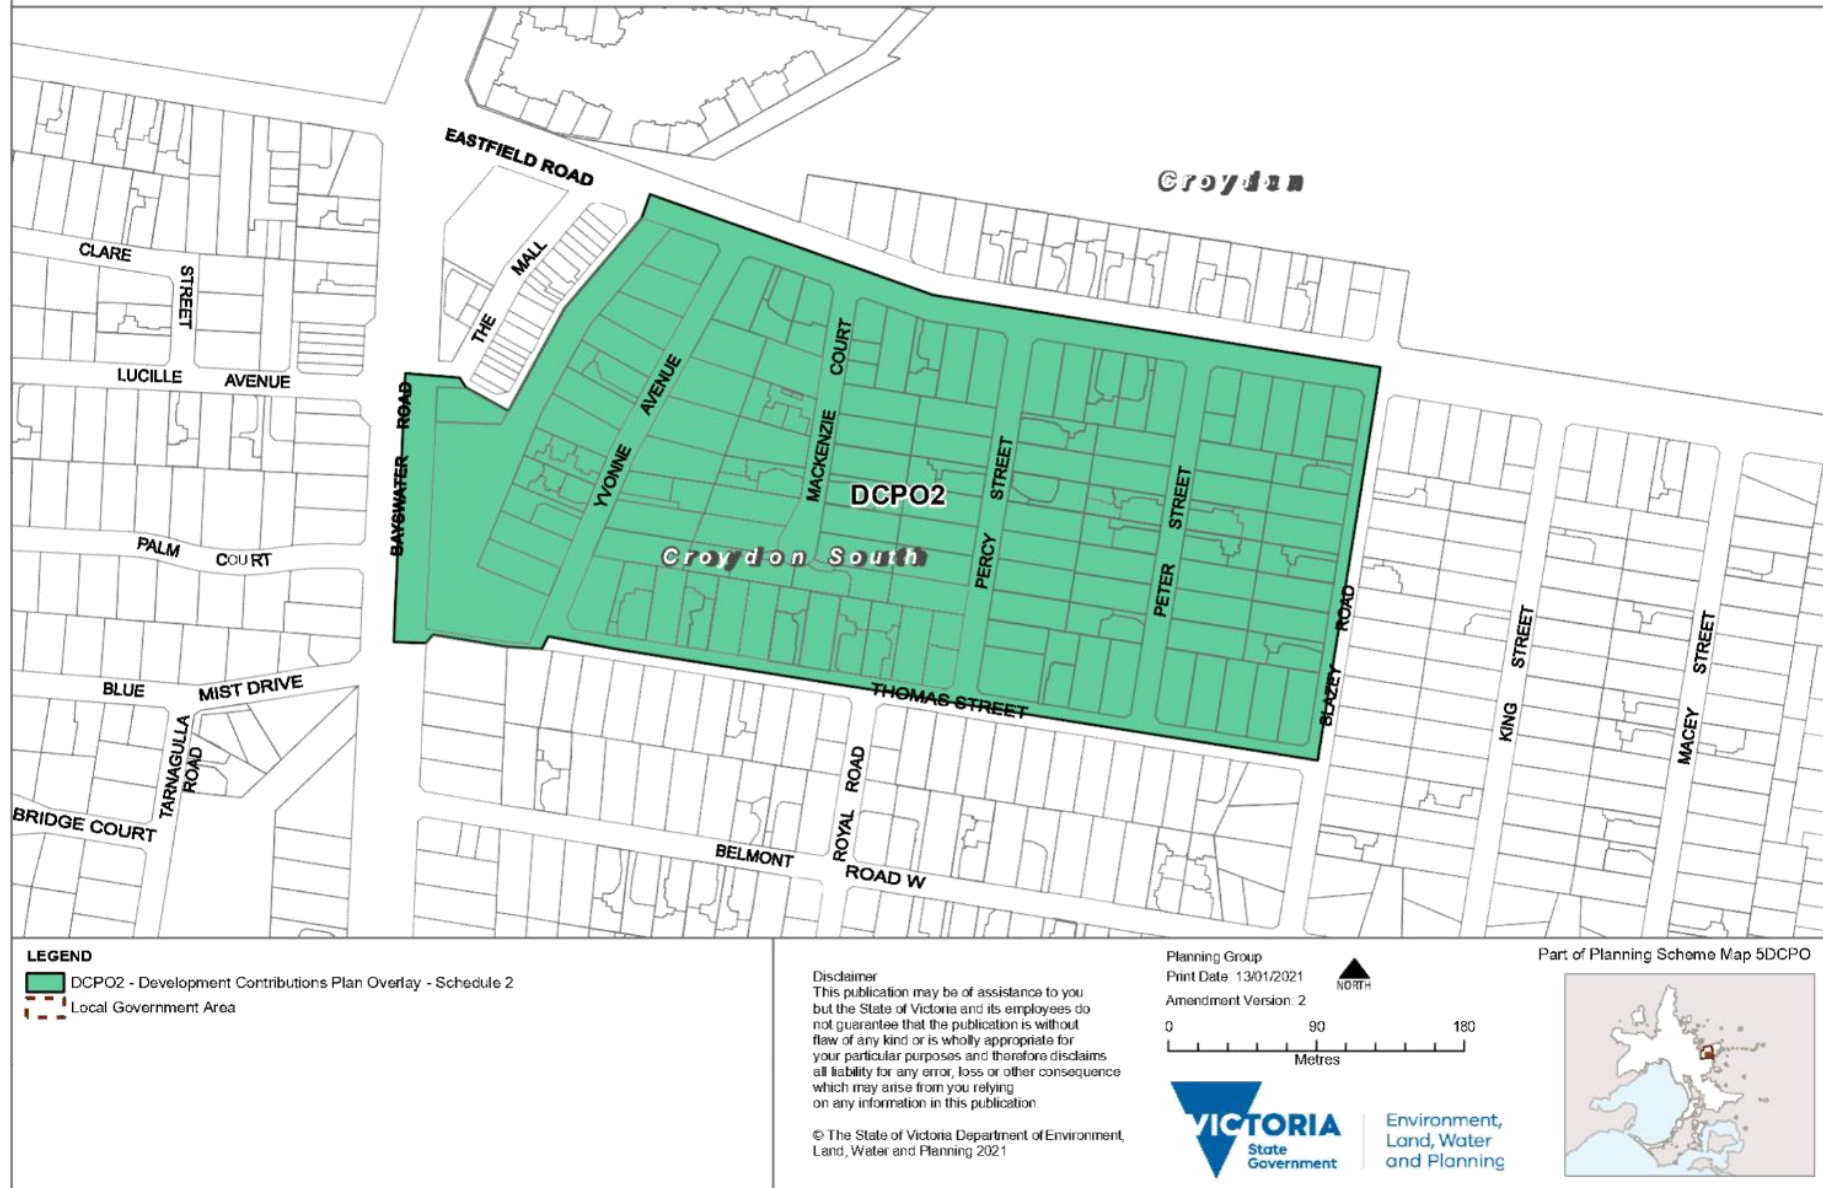 EASTFIELD ROAD
Croydon
CLARE
STREET
THE
MALL
LUCILLE
AVENUE
BAYSWATER
ROAD
YVONNE
AVENUE
MACKENZIE
COURT
DCPO2
Croydon South
PERCY
STREET
PETER
STREET
PALM
COURT
BLAZEY
ROAD
KING
STREET
MACEY
STREET
BLUE
MIST DRIVE
THOMAS STREET
TARNAGULLA
ROAD
BRIDGE COURT
ROYAL
ROAD
BELMONT
ROAD W
LEGEND
DCPO2 - Development Contributions Plan Overlay - Schedule 2
Local Government Area
Disclaimer
This publication may be of assistance to you
but the State of Victoria and its employees do
not guarantee that the publication is without
flaw of any kind or is wholly appropriate for
your particular purposes and therefore disclaims
all liability for any error, loss or other consequence
which may arise from you relying
on any information in this publication.
© The State of Victoria Department of Environment,
Land, Water and Planning 2021
Planning Group
Print Date: 13/01/2021
Amendment Version: 2
NORTH
0 90 180
Metres
VICTORIA
State
Government
Environment,
Land, Water
and Planning
Part of Planning Scheme Map 5DCPO